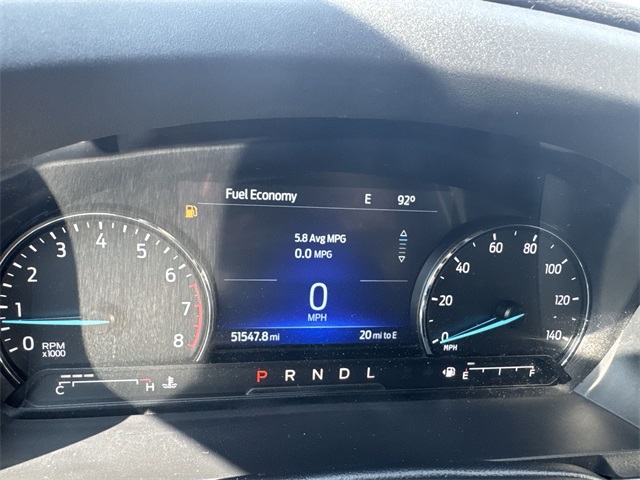 Fuel Economy E 92°
5.8 Avg MPG
0.0 MPG
0
MPH
51547.8 mi 20 mi to E
0 1 2 3 4 5 6 7 8
RPM
x1000
0 20 40 60 80 100 120 140
MPH
C H
P R N D L
E F